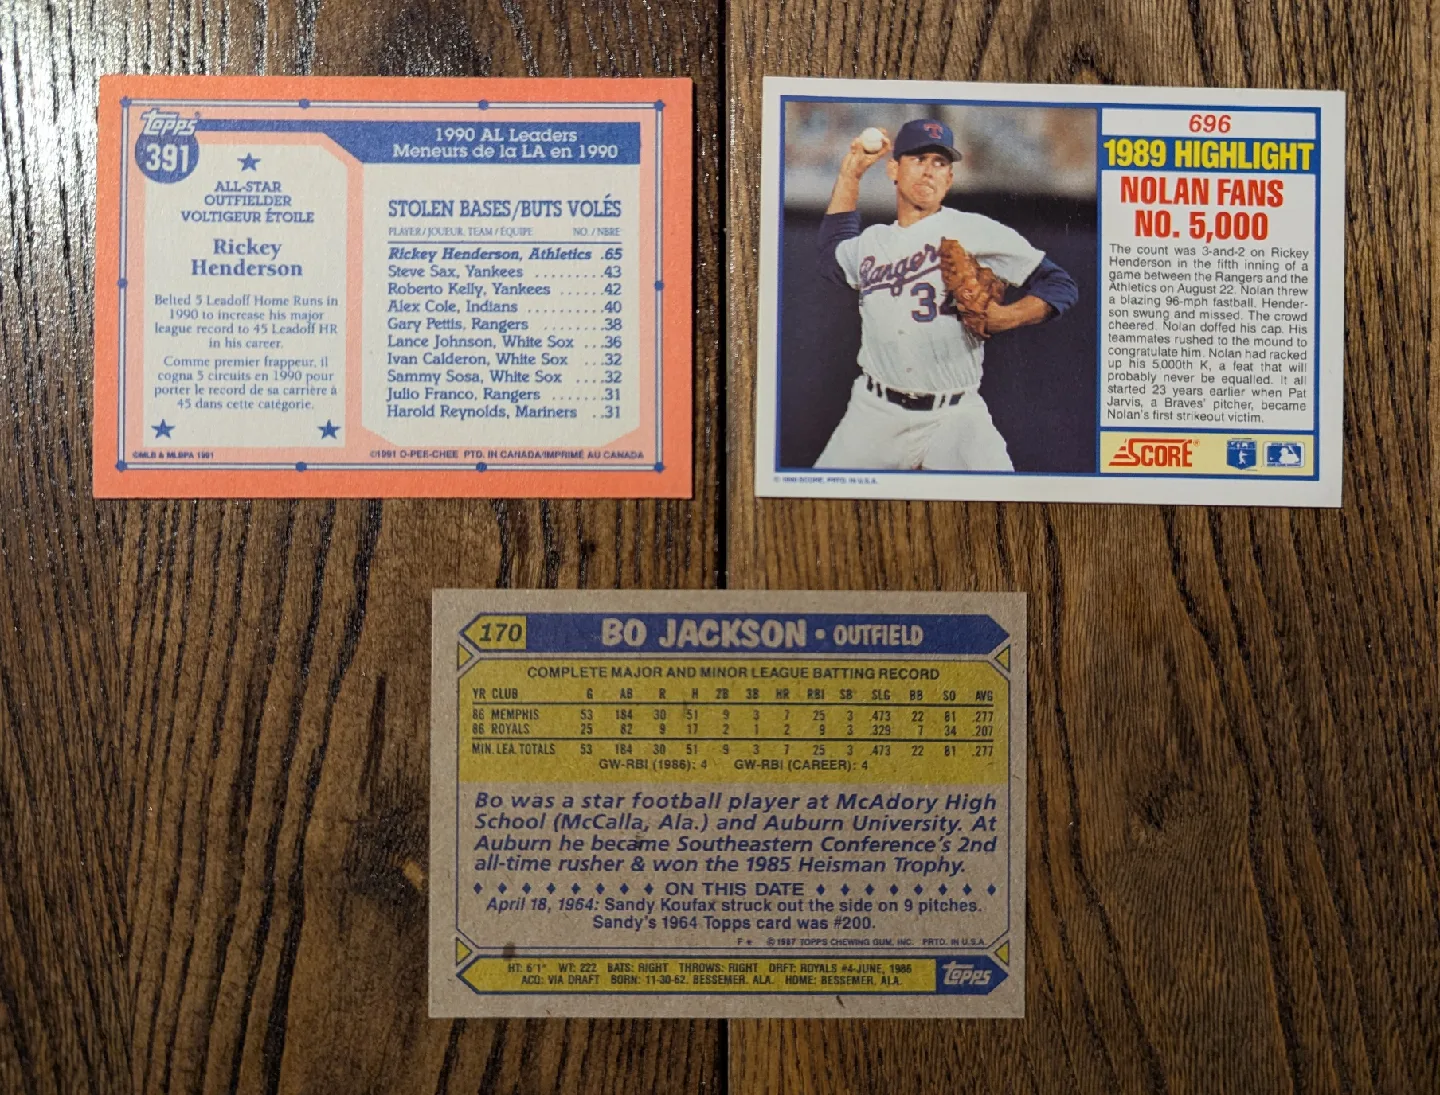 Topps
391
ALL-STAR
OUTFIELDER
VOLTIGEUR ÉTOILE
Rickey
Henderson
Belted 5 Leadoff Home Runs in
1990 to increase his major
league record to 45 Leadoff HR
in his career.
Comme premier frappeur, il
cogna 5 circuits en 1990 pour
porter le record de sa carrière à
45 dans cette catégorie.
©MLB & MLBPA 1991
1990 AL Leaders
Meneurs de la LA en 1990
STOLEN BASES/BUTS VOLÉS
PLAYER/JOUEUR, TEAM/ÉQUIPE NO./NBRE
Rickey Henderson, Athletics .65
Steve Sax, Yankees .........43
Roberto Kelly, Yankees ......42
Alex Cole, Indians ..........40
Gary Pettis, Rangers ........38
Lance Johnson, White Sox ...36
Ivan Calderon, White Sox ....32
Sammy Sosa, White Sox ....32
Julio Franco, Rangers .......31
Harold Reynolds, Mariners ..31
©1991 O-PEE-CHEE PTD. IN CANADA/IMPRIMÉ AU CANADA
T
Rangers
34
© 1990 SCORE, PRTD. IN U.S.A.
696
1989 HIGHLIGHT
NOLAN FANS
NO. 5,000
The count was 3-and-2 on Rickey
Henderson in the fifth inning of a
game between the Rangers and the
Athletics on August 22. Nolan threw
a blazing 96-mph fastball. Hender-
son swung and missed. The crowd
cheered. Nolan doffed his cap. His
teammates rushed to the mound to
congratulate him. Nolan had racked
up his 5,000th K, a feat that will
probably never be equalled. It all
started 23 years earlier when Pat
Jarvis, a Braves' pitcher, became
Nolan's first strikeout victim.
SCORE®
170
BO JACKSON • OUTFIELD
COMPLETE MAJOR AND MINOR LEAGUE BATTING RECORD
YR CLUB G AB R H 2B 3B HR RBI SB SLG BB SO AVG
86 MEMPHIS 53 184 30 51 9 3 7 25 3 .473 22 81 .277
86 ROYALS 25 82 9 17 2 1 2 9 3 .329 7 34 .207
MIN. LEA. TOTALS 53 184 30 51 9 3 7 25 3 .473 22 81 .277
GW-RBI (1986): 4 GW-RBI (CAREER): 4
Bo was a star football player at McAdory High
School (McCalla, Ala.) and Auburn University. At
Auburn he became Southeastern Conference's 2nd
all-time rusher & won the 1985 Heisman Trophy.
♦ ♦ ♦ ♦ ♦ ♦ ♦ ♦ ♦ ON THIS DATE ♦ ♦ ♦ ♦ ♦ ♦ ♦ ♦ ♦
April 18, 1964: Sandy Koufax struck out the side on 9 pitches.
Sandy's 1964 Topps card was #200.
F* ©1987 TOPPS CHEWING GUM, INC. PRTD. IN U.S.A.
HT: 6'1" WT: 222 BATS: RIGHT THROWS: RIGHT DRFT: ROYALS #4-JUNE, 1986
ACQ: VIA DRAFT BORN: 11-30-62, BESSEMER, ALA. HOME: BESSEMER, ALA.
Topps